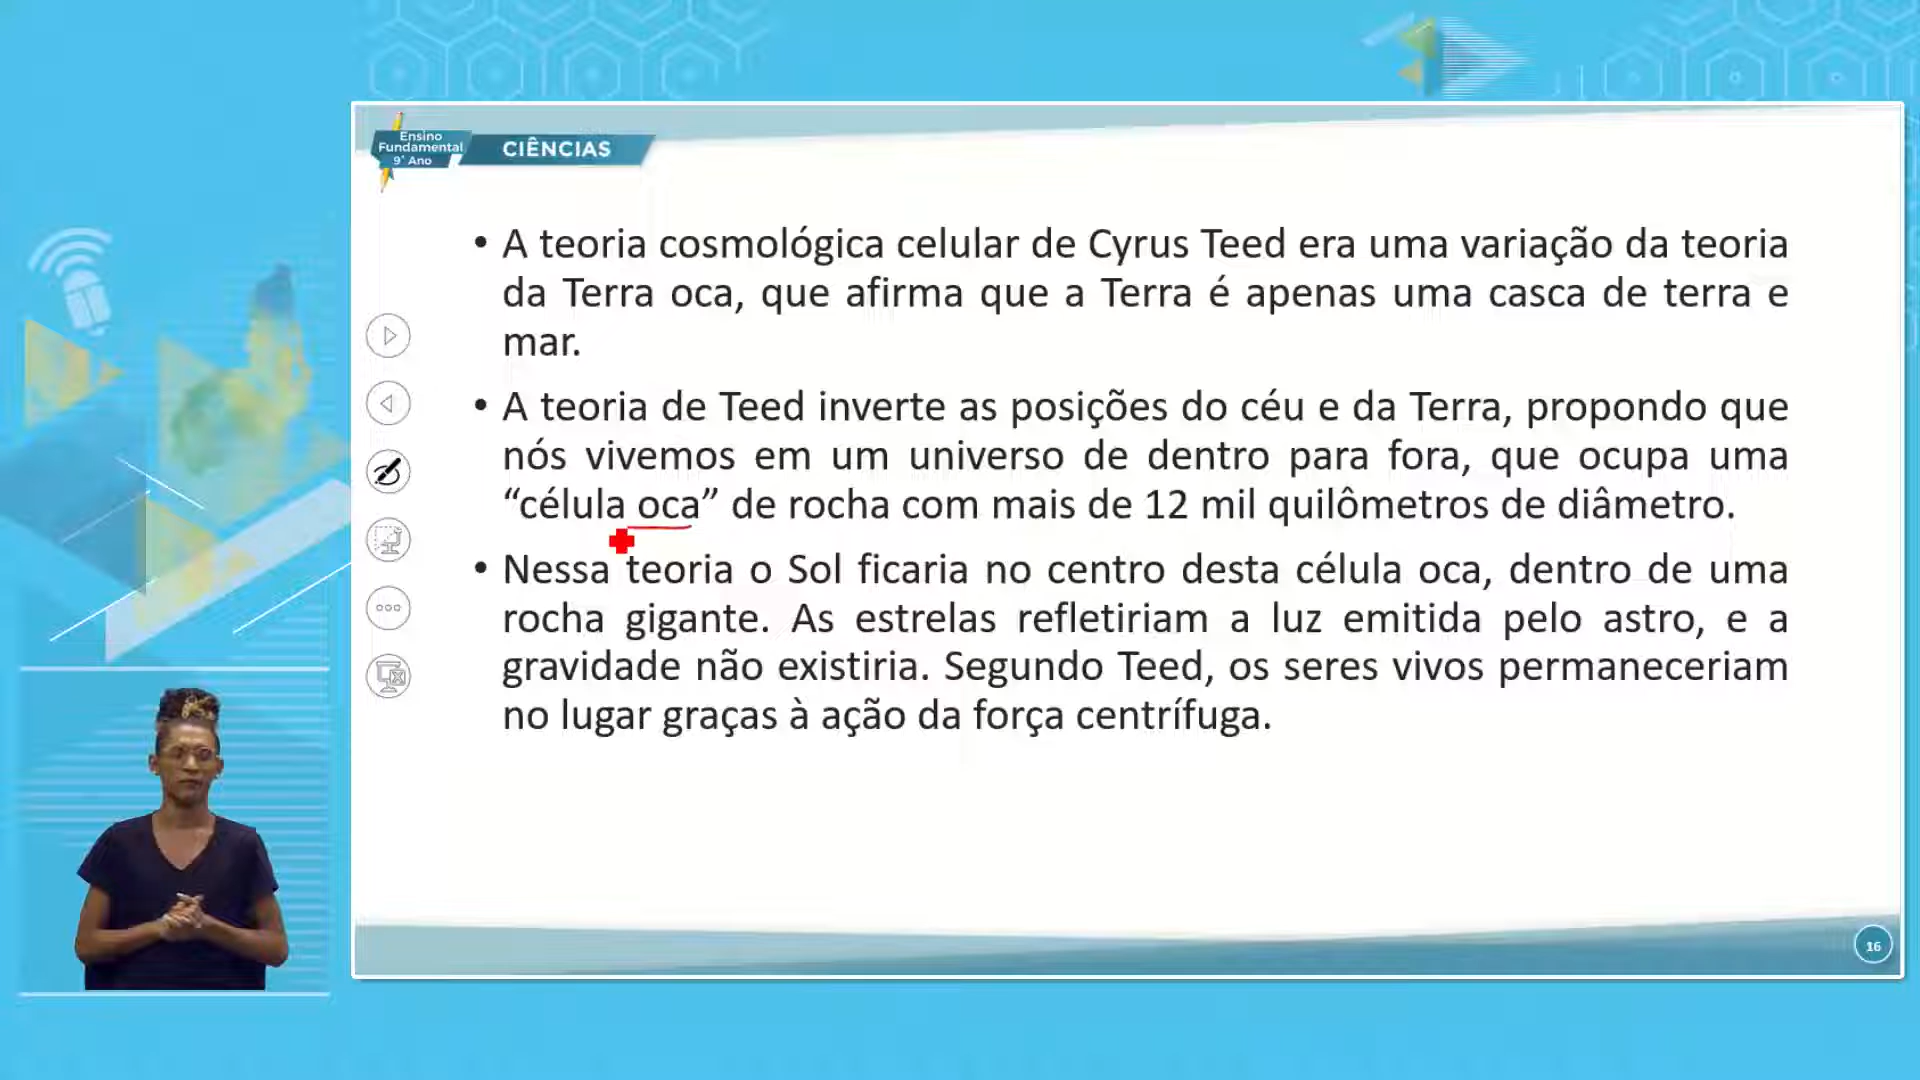 Ensino
Fundamental
9° Ano
CIÊNCIAS
• A teoria cosmológica celular de Cyrus Teed era uma variação da teoria
da Terra oca, que afirma que a Terra é apenas uma casca de terra e
mar.
• A teoria de Teed inverte as posições do céu e da Terra, propondo que
nós vivemos em um universo de dentro para fora, que ocupa uma
“célula oca” de rocha com mais de 12 mil quilômetros de diâmetro.
• Nessa teoria o Sol ficaria no centro desta célula oca, dentro de uma
rocha gigante. As estrelas refletiriam a luz emitida pelo astro, e a
gravidade não existiria. Segundo Teed, os seres vivos permaneceriam
no lugar graças à ação da força centrífuga.
16